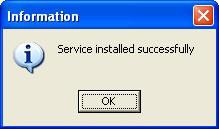 Information
Service installed successfully
OK